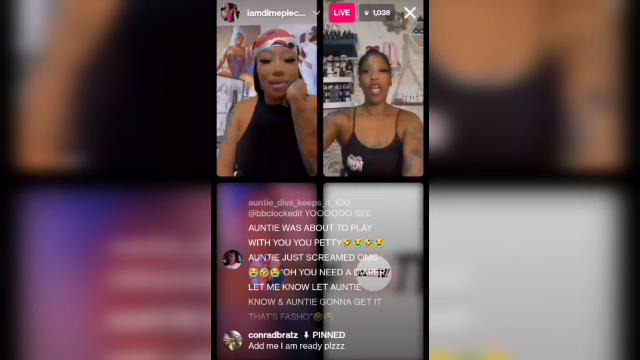 iamdimepiec...
LIVE
1,038
auntie_diva_keeps_it_100
@bbclockedit YOOOOOO SEE
AUNTIE WAS ABOUT TO PLAY
WITH YOU YOU PETTY🤣😭🤣😭
AUNTIE JUST SCREAMED OMS
😭🤣😭"OH YOU NEED A DIAPER
LET ME KNOW LET AUNTIE
KNOW & AUNTIE GONNA GET IT
THAT'S FASHO"🤣😭
conradbratz 📌 PINNED
Add me I am ready plzzz